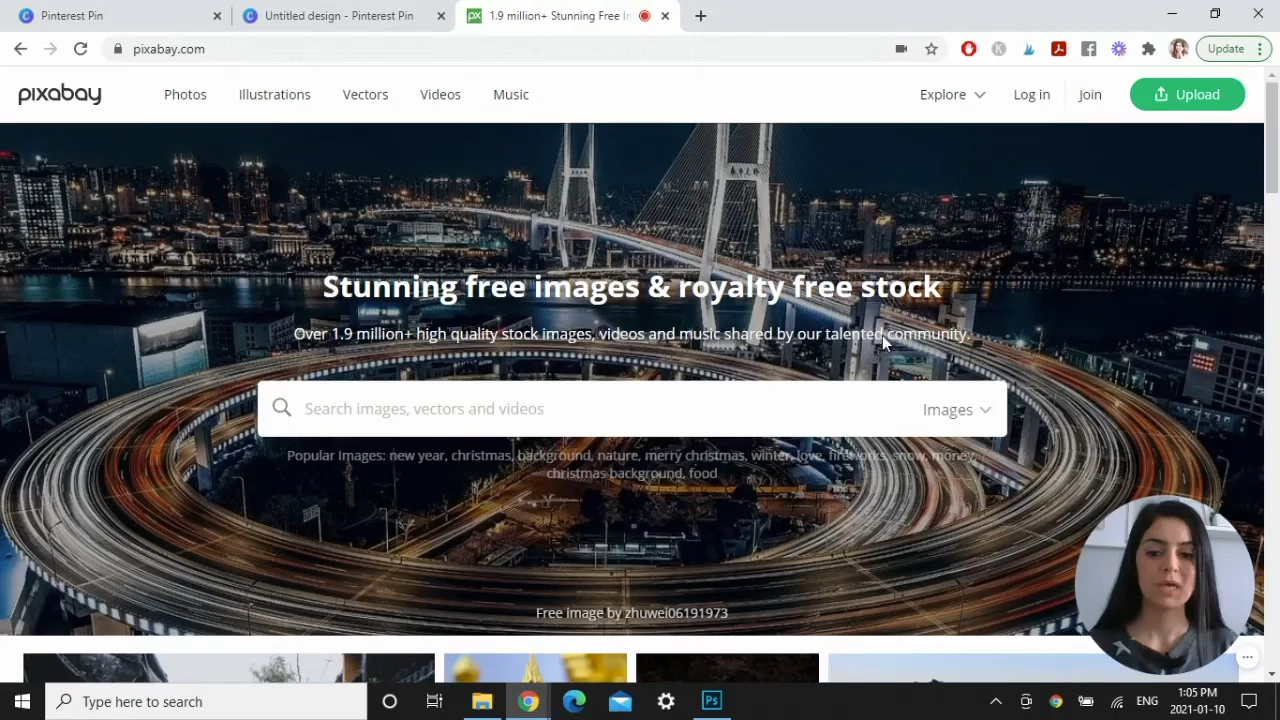 Pinterest Pin
Untitled design - Pinterest Pin
1.9 million+ Stunning Free Im
pixabay.com
Update
pixabay
Photos
Illustrations
Vectors
Videos
Music
Explore
Log in
Join
Upload
Stunning free images & royalty free stock
Over 1.9 million+ high quality stock images, videos and music shared by our talented community.
Search images, vectors and videos
Images
Popular Images: new year, christmas, background, nature, merry christmas, winter, love, fireworks, snow, money,
christmas background, food
Free image by zhuwei06191973
Type here to search
Ps
ENG
1:05 PM
2021-01-10